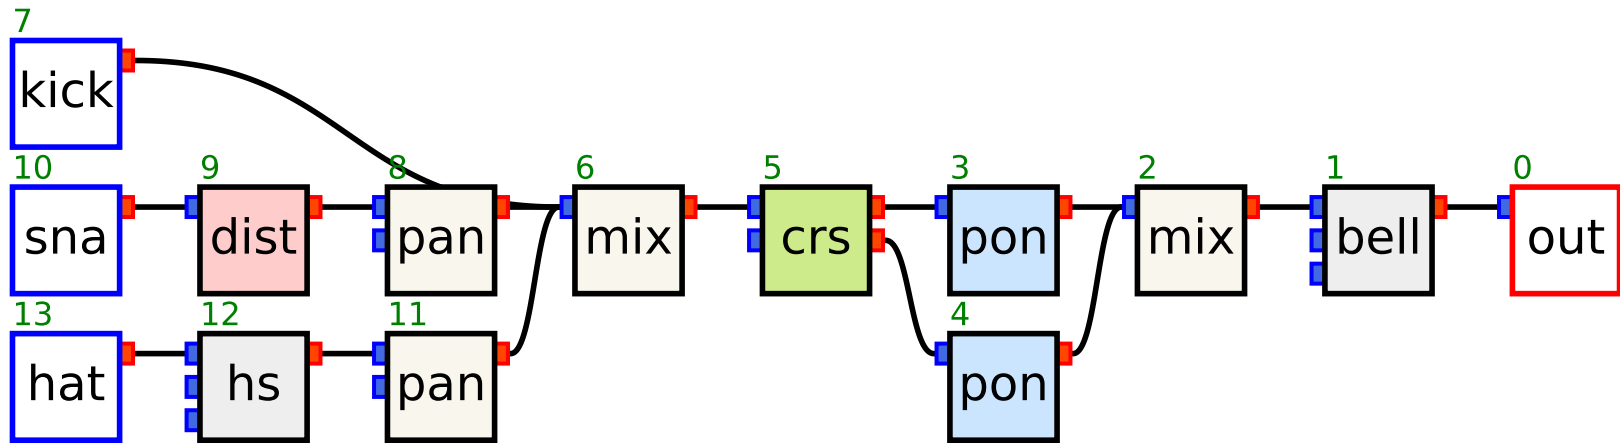 7
kick
10 9 8 6 5 3 2 1 0
sna dist pan mix crs pon mix bell out
13 12 11 4
hat hs pan pon